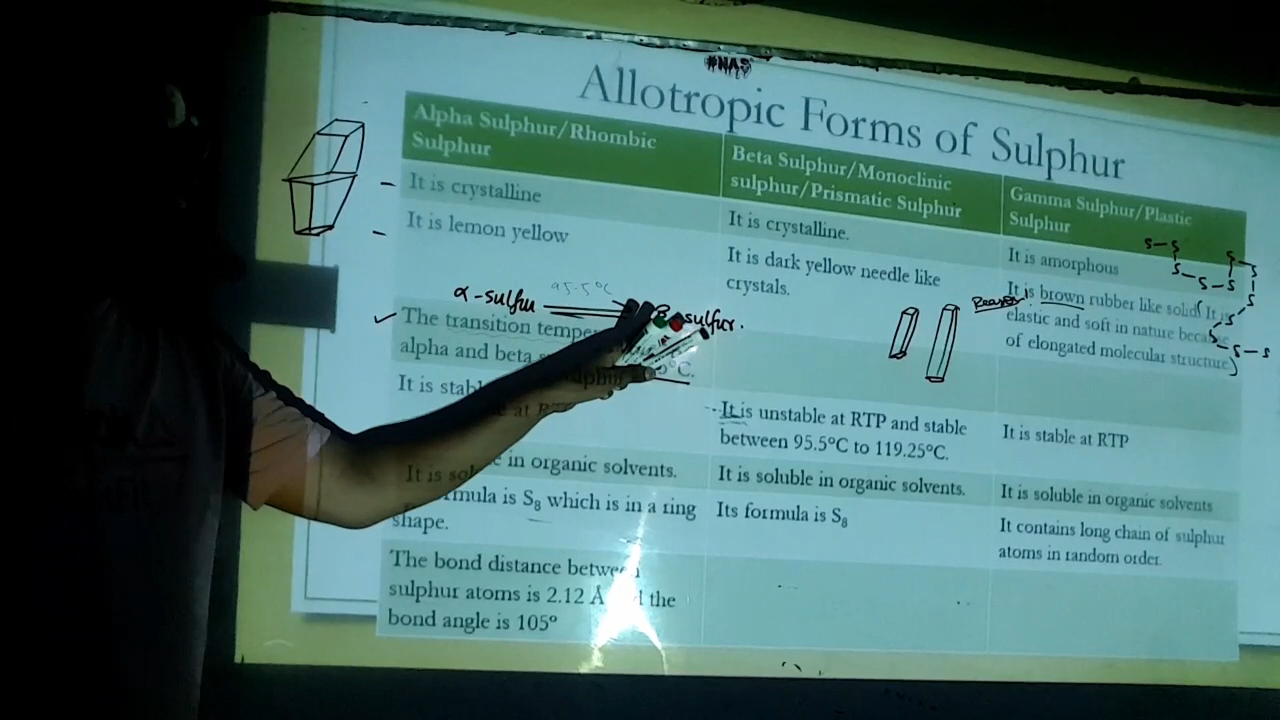 #NAS
Allotropic Forms of Sulphur
Alpha Sulphur/Rhombic
Sulphur
Beta Sulphur/Monoclinic
sulphur/Prismatic Sulphur
Gamma Sulphur/Plastic
Sulphur
- It is crystalline
It is crystalline.
It is amorphous
- It is lemon yellow
It is dark yellow needle like
crystals.
It is brown rubber like solid( It is
elastic and soft in nature because
of elongated molecular structure)
Reason
S-S
S-S-S
S-S
S
S
S
S-S-S
α-sulfur 95.5°C β-sulfur.
✓ The transition
alpha and beta °C.
It is at
- It is unstable at RTP and stable
between 95.5°C to 119.25°C.
It is stable at RTP
It is in organic solvents.
It is soluble in organic solvents.
It is soluble in organic solvents
is S₈ which is in a ring
shape.
Its formula is S₈
It contains long chain of sulphur
atoms in random order.
The bond distance between
sulphur atoms is 2.12 Å the
bond angle is 105°